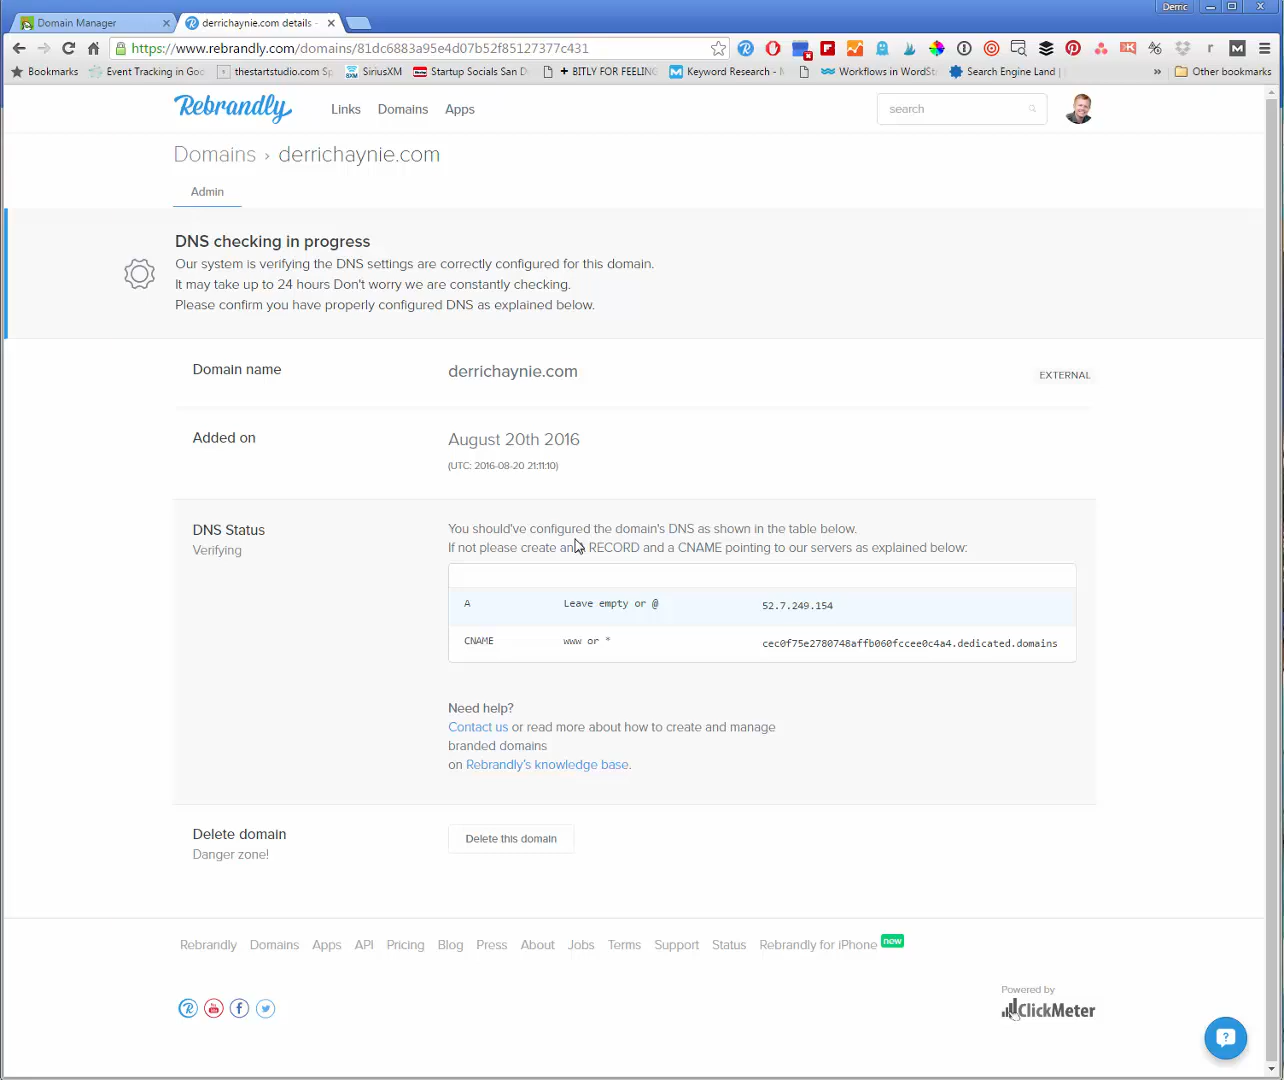 Demc
Domain Manager
derrichaynie.com details -
https://www.rebrandly.com/domains/81dc6883a95e4d07b52f85127377c431
Bookmarks
Event Tracking in Goo
thestartstudio.com Sp
SiriusXM
Startup Socials San D
+ BITLY FOR FEELING
Keyword Research -
Workflows in WordSt
Search Engine Land |
» Other bookmarks
Rebrandly
Links
Domains
Apps
search
Domains › derrichaynie.com
Admin
DNS checking in progress
Our system is verifying the DNS settings are correctly configured for this domain.
It may take up to 24 hours Don't worry we are constantly checking.
Please confirm you have properly configured DNS as explained below.
Domain name
derrichaynie.com
EXTERNAL
Added on
August 20th 2016
(UTC: 2016-08-20 21:11:10)
DNS Status
Verifying
You should've configured the domain's DNS as shown in the table below.
If not please create an RECORD and a CNAME pointing to our servers as explained below:
A Leave empty or @ 52.7.249.154
CNAME www or * cec0f75e2780748affb060fccee0c4a4.dedicated.domains
Need help?
Contact us or read more about how to create and manage
branded domains
on Rebrandly's knowledge base.
Delete domain
Danger zone!
Delete this domain
Rebrandly Domains Apps API Pricing Blog Press About Jobs Terms Support Status Rebrandly for iPhone new
Powered by
ClickMeter